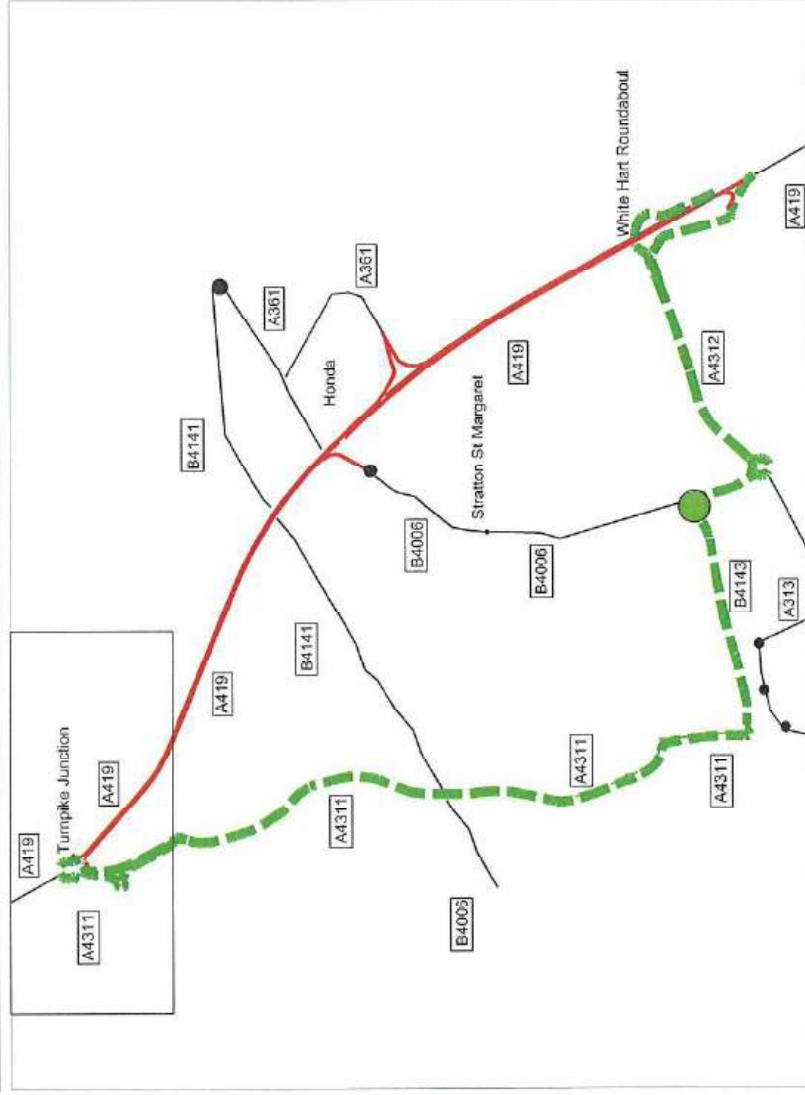 A419
Turnpike Junction
A4311
A419
A419
B4141
A361
A361
Honda
White Hart Roundabout
B4141
B4006
Stratton St Margaret
A419
A4311
B4006
A4312
A419
B4006
A4311
A4311
B4143
A313